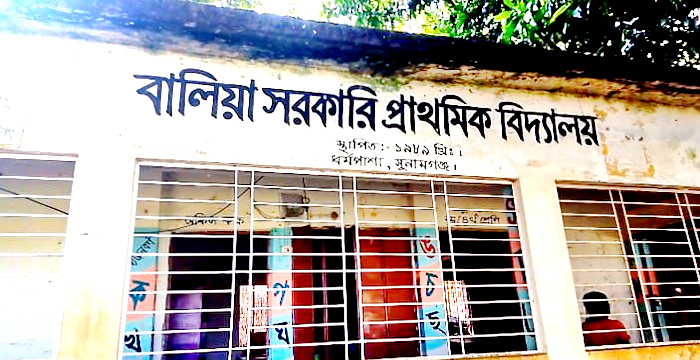 বালিয়া সরকারি প্রাথমিক বিদ্যালয়
স্থাপিত:- ১৯৮৯ খ্রিঃ।
ধর্মপাশা, সুনামগঞ্জ।
ক
খ
গ
ঘ